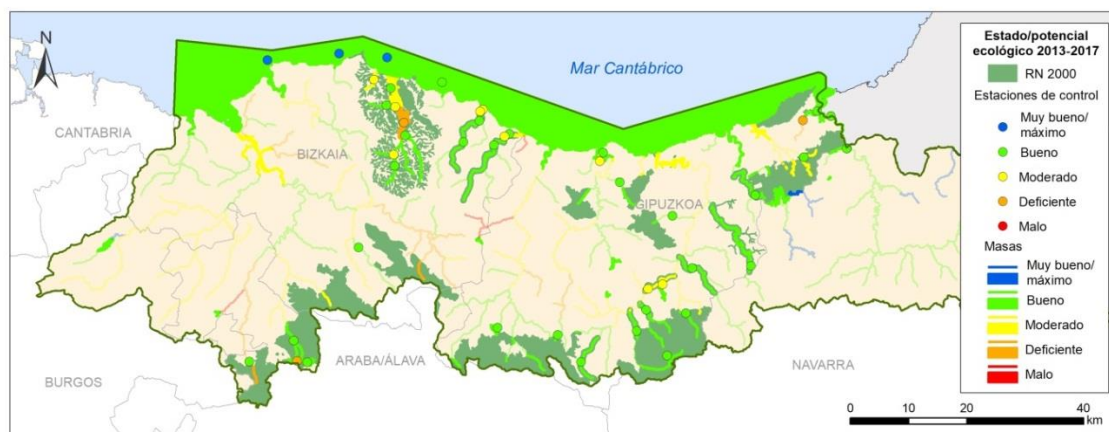 N
Mar Cantábrico
CANTABRIA
BIZKAIA
GIPUZKOA
ARABA/ÁLAVA
BURGOS
NAVARRA
Estado/potencial
ecológico 2013-2017
RN 2000
Estaciones de control
Muy bueno/
máximo
Bueno
Moderado
Deficiente
Malo
Masas
Muy bueno/
máximo
Bueno
Moderado
Deficiente
Malo
0 10 20 40
km